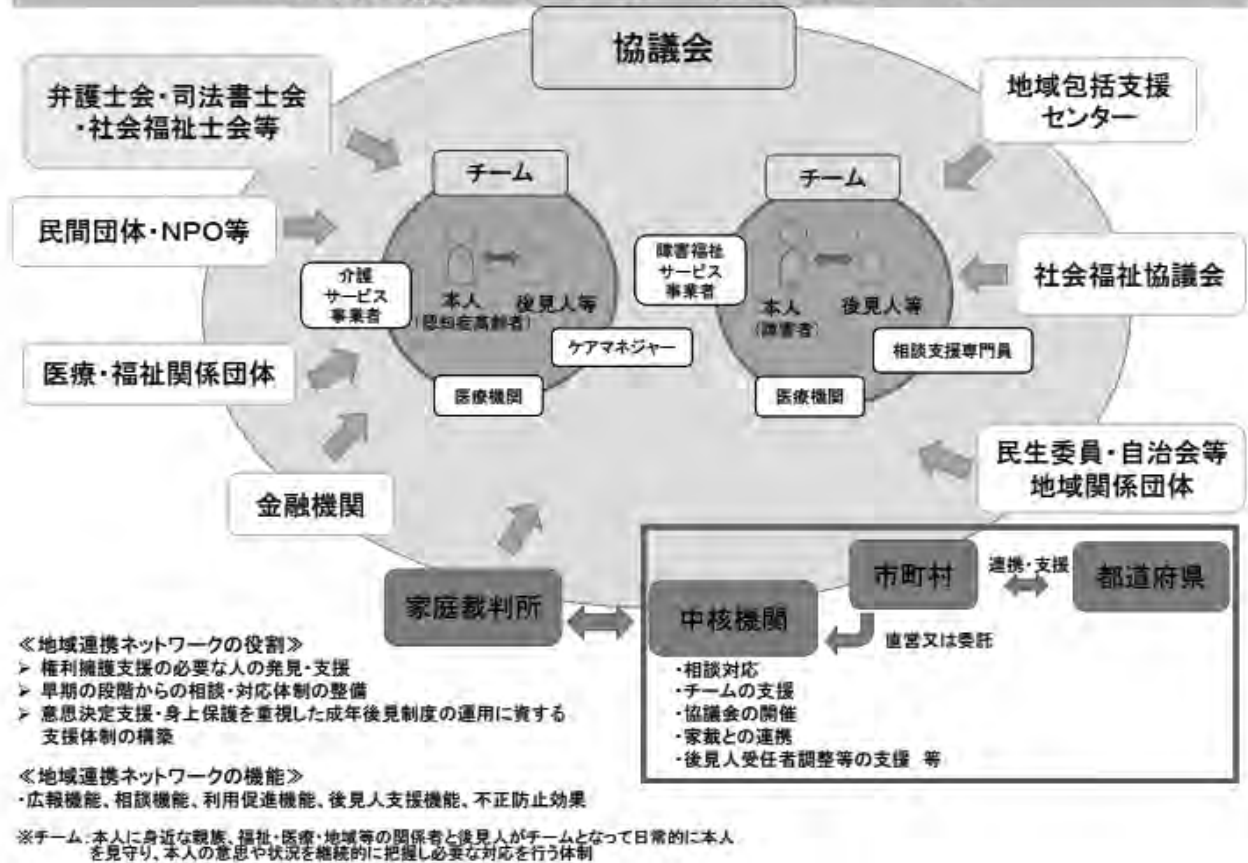 協議会
弁護士会・司法書士会
・社会福祉士会等
地域包括支援
センター
チーム
チーム
民間団体・NPO等
障害福祉
サービス
事業者
社会福祉協議会
介護
サービス
事業者
本人
(認知症高齢者)
後見人等
本人
(障害者)
後見人等
ケアマネジャー
相談支援専門員
医療・福祉関係団体
医療機関
医療機関
民生委員・自治会等
地域関係団体
金融機関
市町村
連携・支援
都道府県
家庭裁判所
中核機関
直営又は委託
・相談対応
・チームの支援
・協議会の開催
・家裁との連携
・後見人受任者調整等の支援 等
≪地域連携ネットワークの役割≫
➢ 権利擁護支援の必要な人の発見・支援
➢ 早期の段階からの相談・対応体制の整備
➢ 意思決定支援・身上保護を重視した成年後見制度の運用に資する
支援体制の構築
≪地域連携ネットワークの機能≫
・広報機能、相談機能、利用促進機能、後見人支援機能、不正防止効果
※チーム:本人に身近な親族、福祉・医療・地域等の関係者と後見人がチームとなって日常的に本人
を見守り、本人の意思や状況を継続的に把握し必要な対応を行う体制